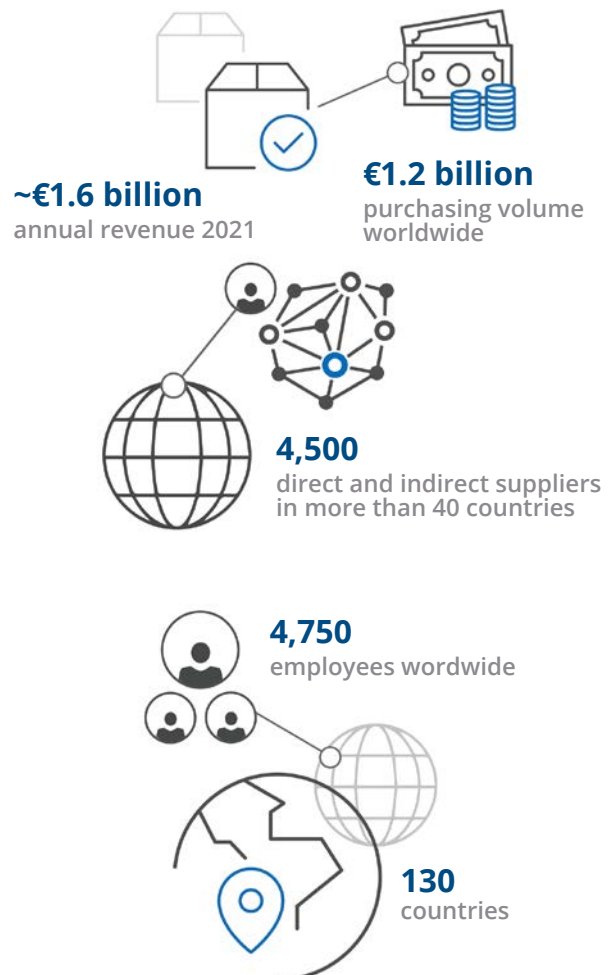 ~€1.6 billion
annual revenue 2021
€1.2 billion
purchasing volume
worldwide
4,500
direct and indirect suppliers
in more than 40 countries
4,750
employees wordwide
130
countries